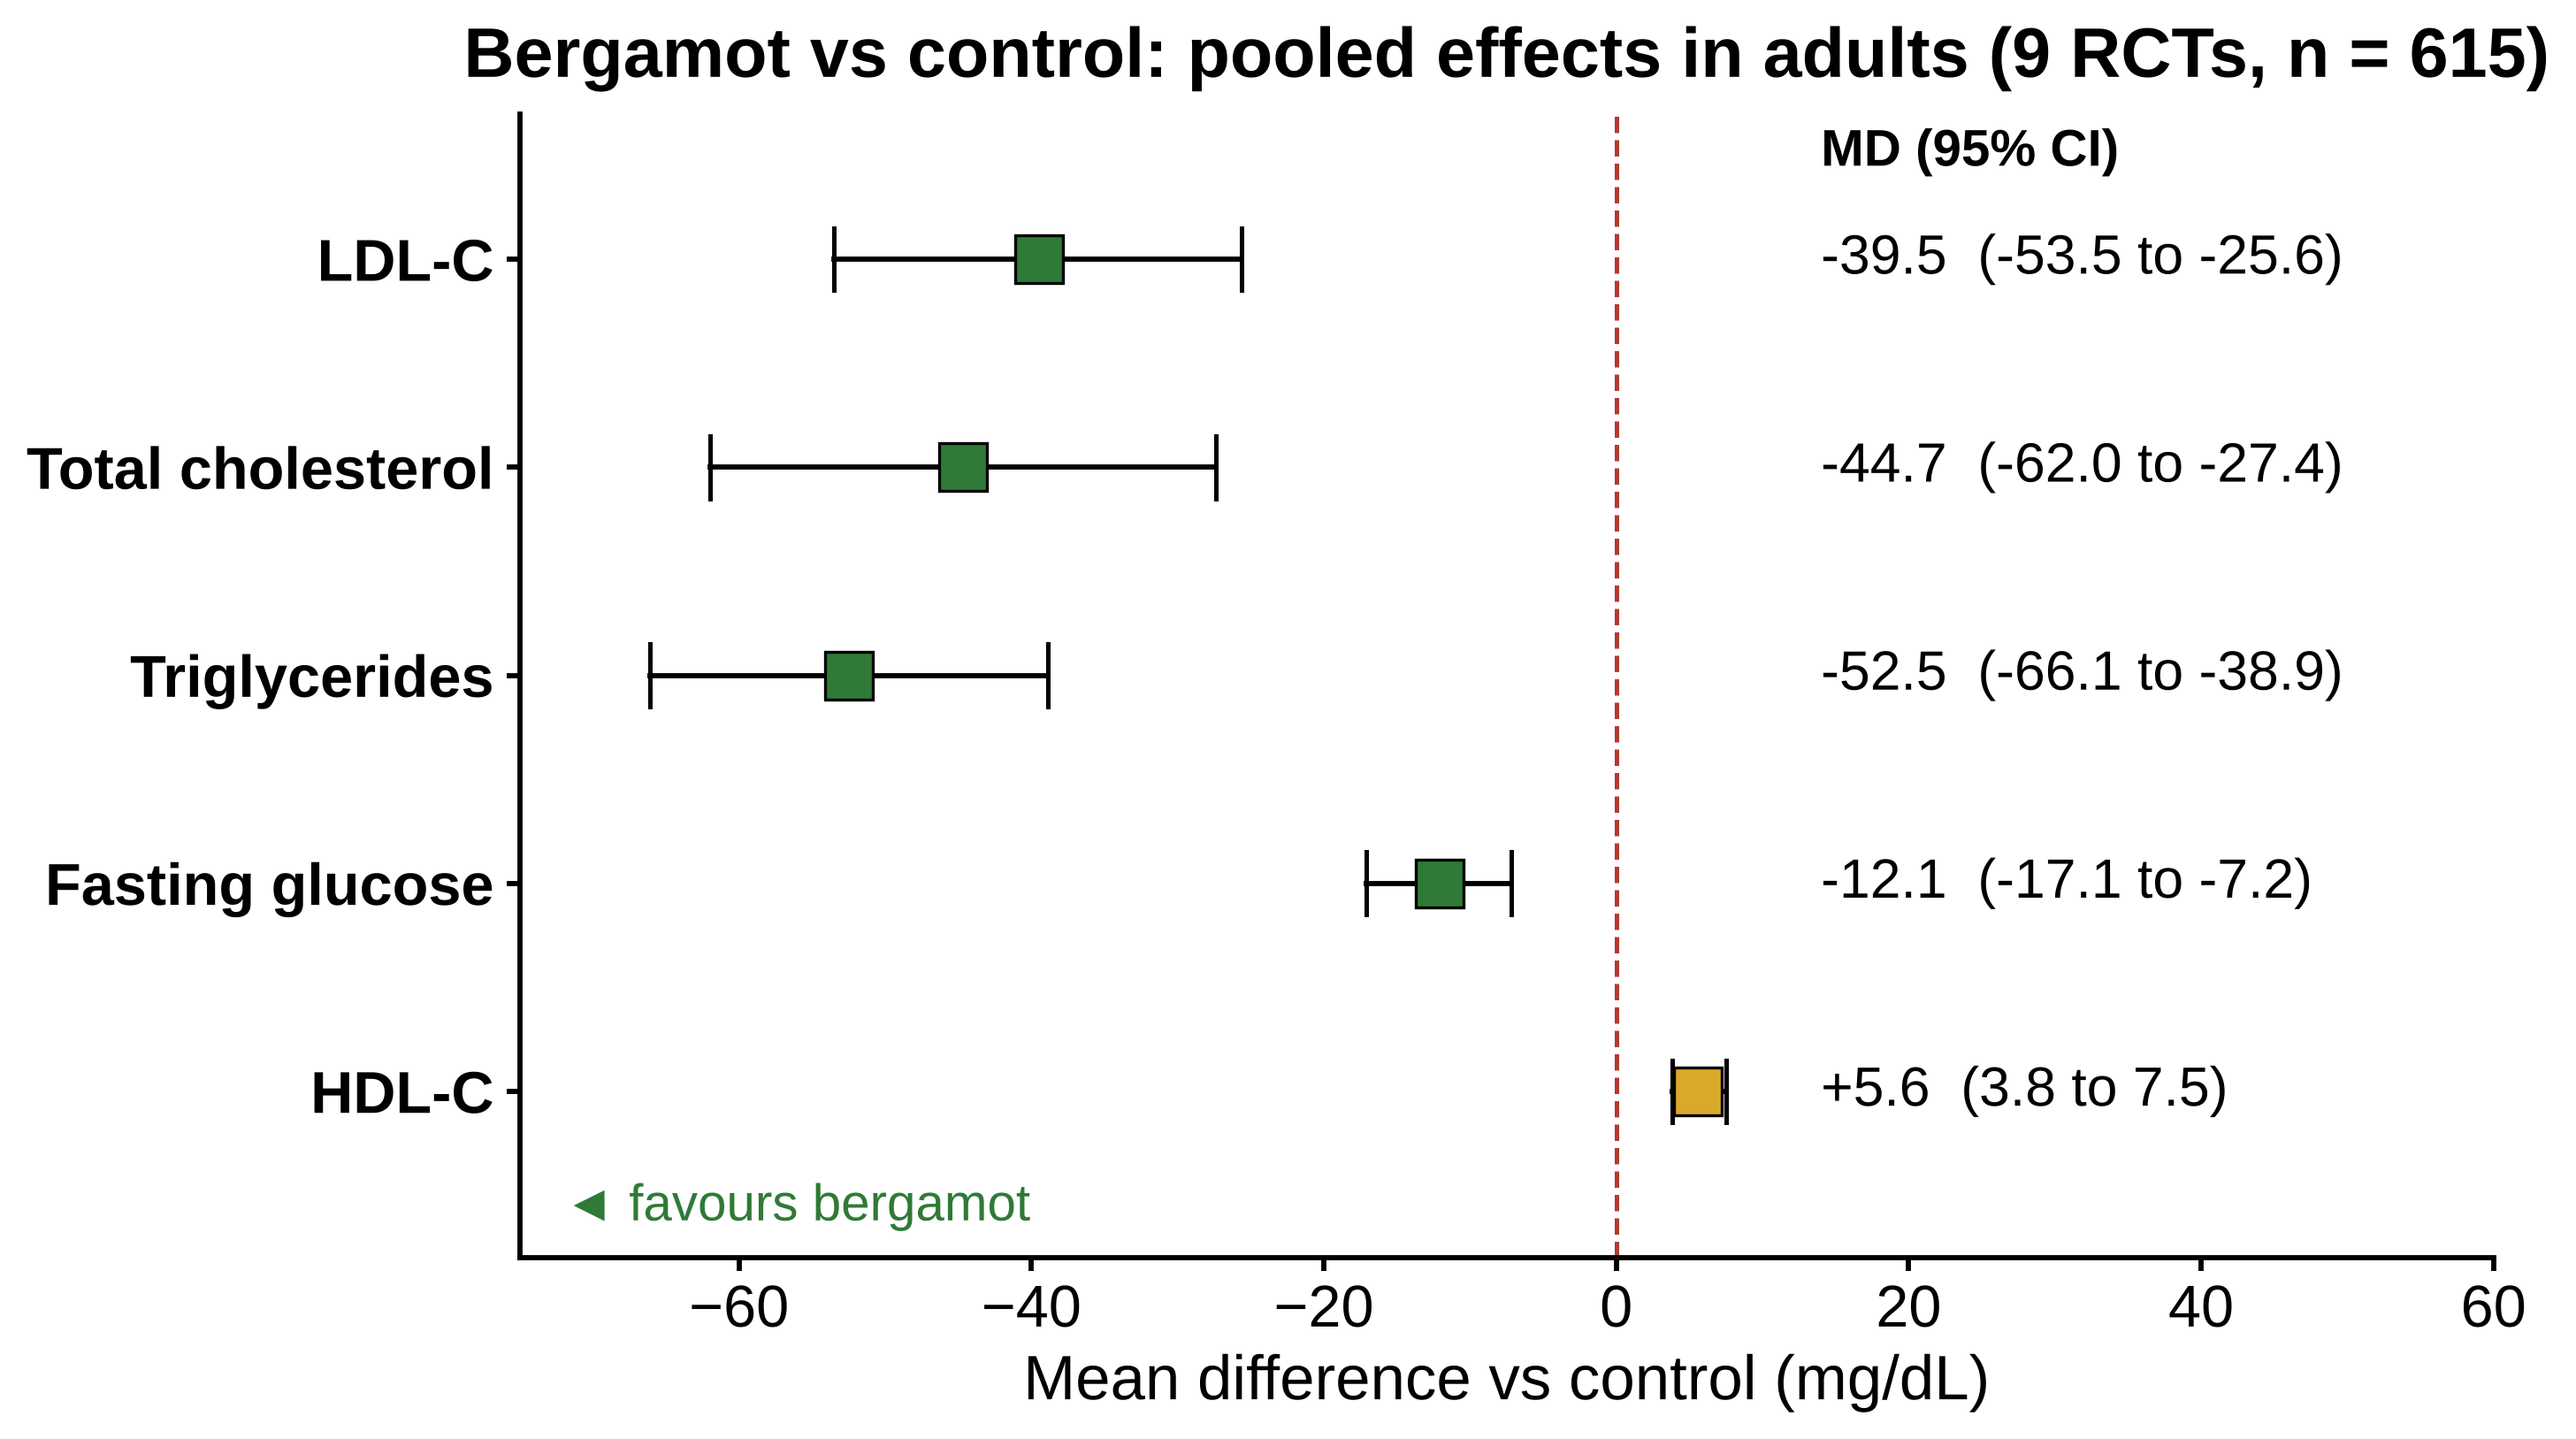 Bergamot vs control: pooled effects in adults (9 RCTs, n = 615)
MD (95% CI)
LDL-C -39.5 (-53.5 to -25.6)
Total cholesterol -44.7 (-62.0 to -27.4)
Triglycerides -52.5 (-66.1 to -38.9)
Fasting glucose -12.1 (-17.1 to -7.2)
HDL-C +5.6 (3.8 to 7.5)
◄ favours bergamot
−60 −40 −20 0 20 40 60
Mean difference vs control (mg/dL)